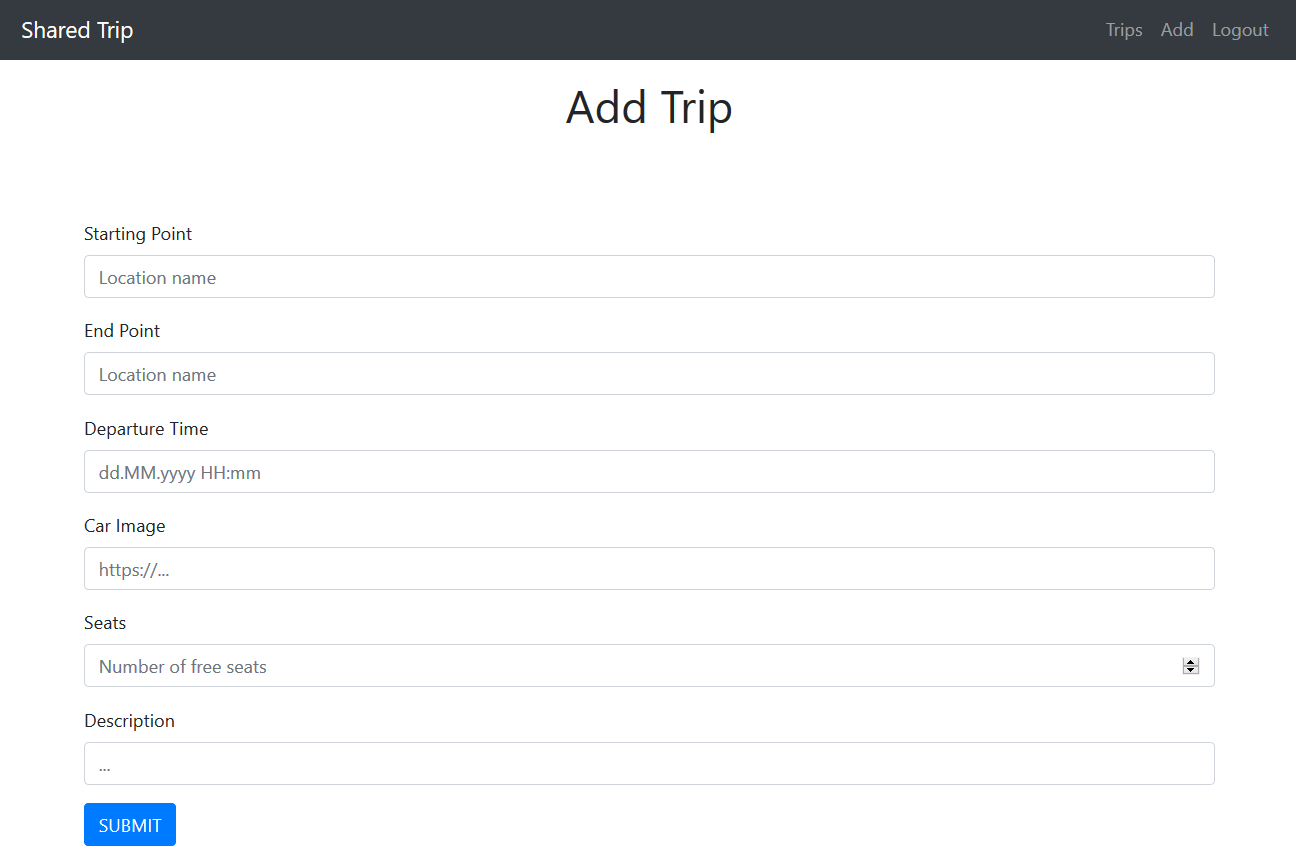 Shared Trip Trips Add Logout
Add Trip
Starting Point
Location name
End Point
Location name
Departure Time
dd.MM.yyyy HH:mm
Car Image
https://...
Seats
Number of free seats
Description
...
SUBMIT